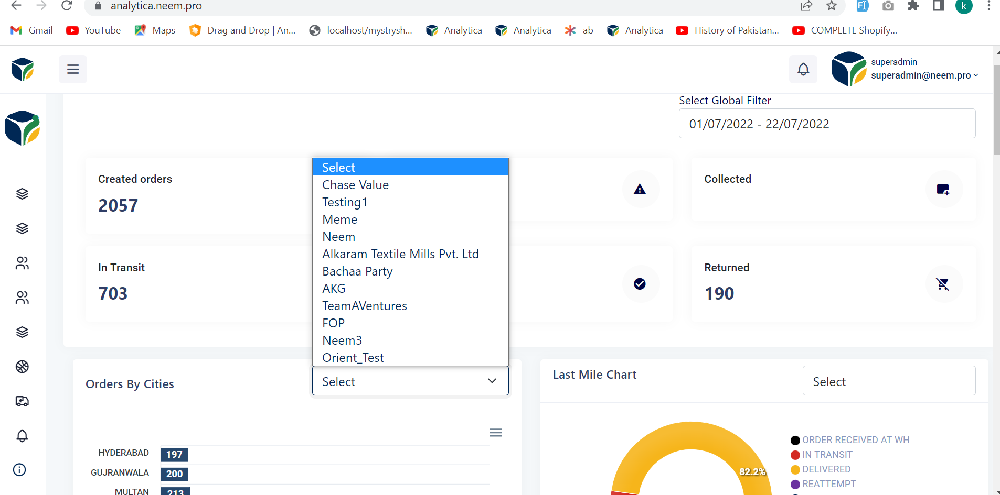 analytica.neem.pro
k
Gmail
YouTube
Maps
Drag and Drop | An...
localhost/mystrysh...
Analytica
Analytica
ab
Analytica
History of Pakistan...
COMPLETE Shopify...
superadmin
superadmin@neem.pro
Select Global Filter
01/07/2022 - 22/07/2022
Created orders
2057
Collected
In Transit
703
Returned
190
Select
Chase Value
Testing1
Meme
Neem
Alkaram Textile Mills Pvt. Ltd
Bachaa Party
AKG
TeamAVentures
FOP
Neem3
Orient_Test
Orders By Cities
Select
HYDERABAD
197
GUJRANWALA
200
MULTAN
213
Last Mile Chart
Select
82.2%
ORDER RECEIVED AT WH
IN TRANSIT
DELIVERED
REATTEMPT